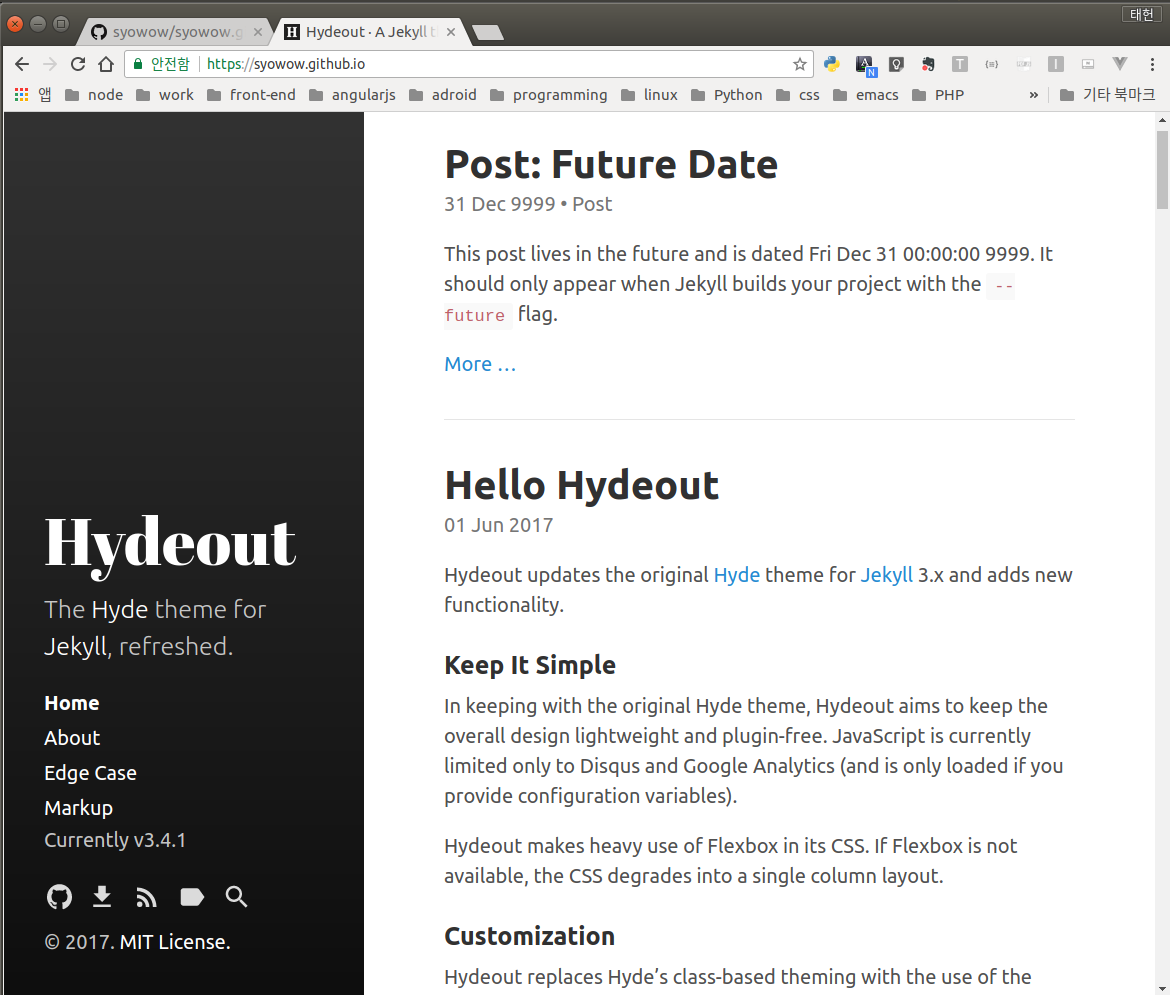 태헌
syowow/syowow.g
Hydeout · A Jekyll t
안전함 https://syowow.github.io
앱 node work front-end angularjs adroid programming linux Python css emacs PHP » 기타 북마크
Post: Future Date
31 Dec 9999 • Post
This post lives in the future and is dated Fri Dec 31 00:00:00 9999. It
should only appear when Jekyll builds your project with the --
future flag.
More …
Hello Hydeout
01 Jun 2017
Hydeout updates the original Hyde theme for Jekyll 3.x and adds new
functionality.
Keep It Simple
In keeping with the original Hyde theme, Hydeout aims to keep the
overall design lightweight and plugin-free. JavaScript is currently
limited only to Disqus and Google Analytics (and is only loaded if you
provide configuration variables).
Hydeout makes heavy use of Flexbox in its CSS. If Flexbox is not
available, the CSS degrades into a single column layout.
Customization
Hydeout replaces Hyde’s class-based theming with the use of the
Hydeout
The Hyde theme for
Jekyll, refreshed.
Home
About
Edge Case
Markup
Currently v3.4.1
© 2017. MIT License.